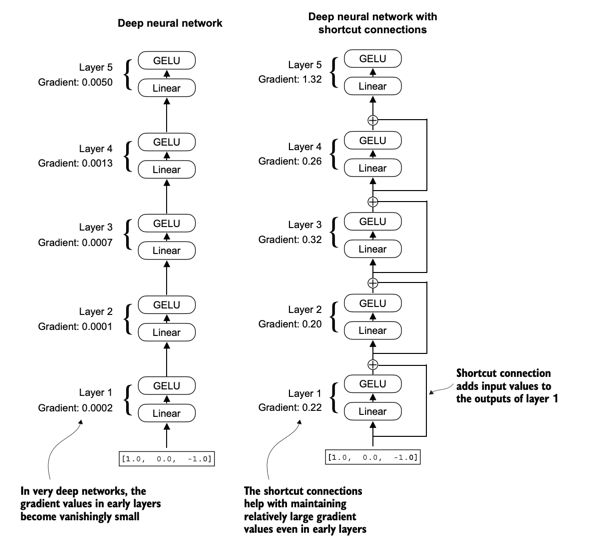 Deep neural network
GELU
Layer 5
Gradient: 0.0050
Linear
GELU
Layer 4
Gradient: 0.0013
Linear
GELU
Layer 3
Gradient: 0.0007
Linear
GELU
Layer 2
Gradient: 0.0001
Linear
GELU
Layer 1
Gradient: 0.0002
Linear
[1.0, 0.0, -1.0]
In very deep networks, the
gradient values in early layers
become vanishingly small
Deep neural network with
shortcut connections
GELU
Layer 5
Gradient: 1.32
Linear
GELU
Layer 4
Gradient: 0.26
Linear
GELU
Layer 3
Gradient: 0.32
Linear
GELU
Layer 2
Gradient: 0.20
Linear
GELU
Layer 1
Gradient: 0.22
Linear
[1.0, 0.0, -1.0]
Shortcut connection
adds input values to
the outputs of layer 1
The shortcut connections
help with maintaining
relatively large gradient
values even in early layers